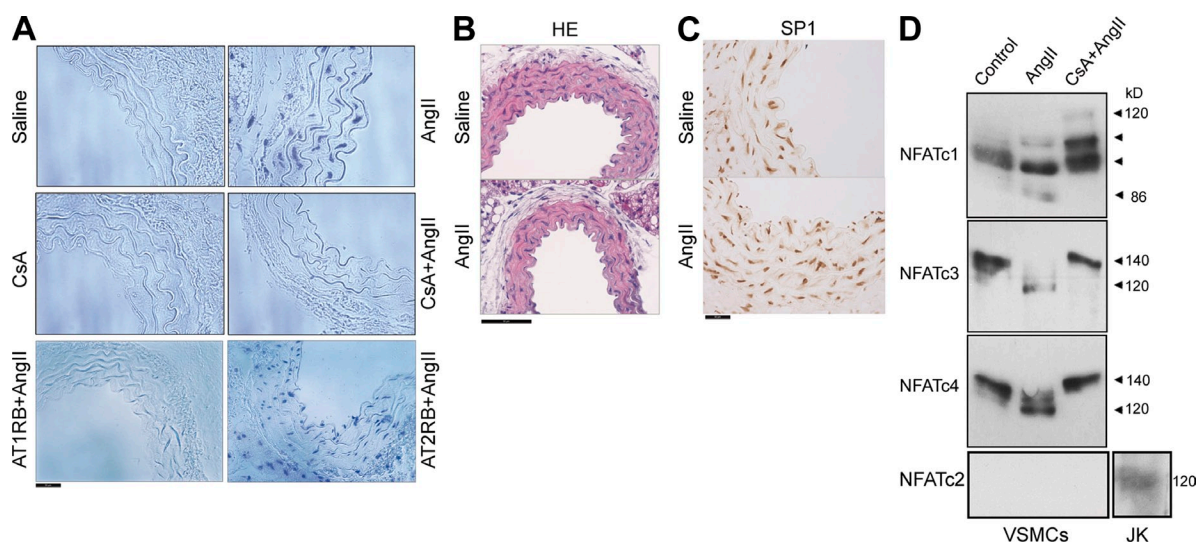 A
Saline
AngII
CsA
CsA+AngII
AT1RB+AngII
AT2RB+AngII
B
HE
Saline
AngII
C
SP1
Saline
AngII
D
Control
AngII
CsA+AngII
kD
NFATc1
120
86
NFATc3
140
120
NFATc4
140
120
NFATc2
120
VSMCs
JK